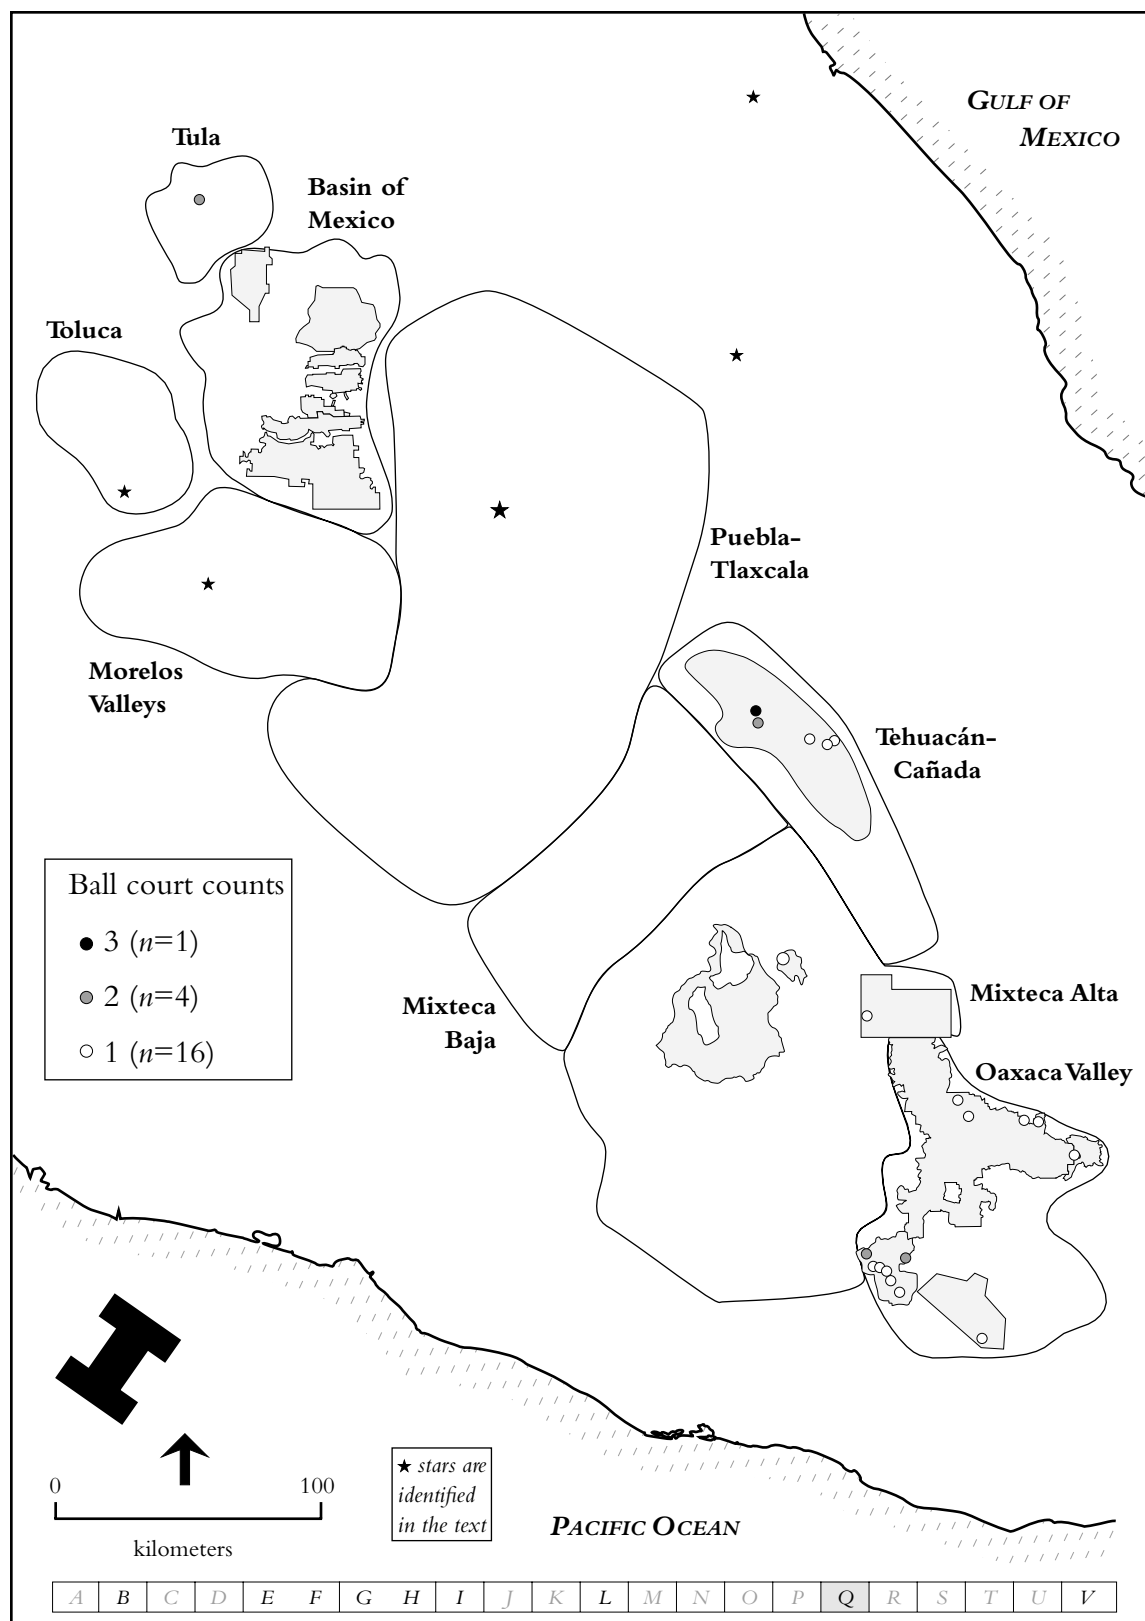 GULF OF
MEXICO
Tula
Basin of
Mexico
Toluca
Puebla-
Tlaxcala
Morelos
Valleys
Tehuacán-
Cañada
Ball court counts
3 (n=1)
2 (n=4)
1 (n=16)
Mixteca Alta
Mixteca
Baja
Oaxaca Valley
0 100
kilometers
★ stars are
identified
in the text
PACIFIC OCEAN
A B C D E F G H I J K L M N O P Q R S T U V